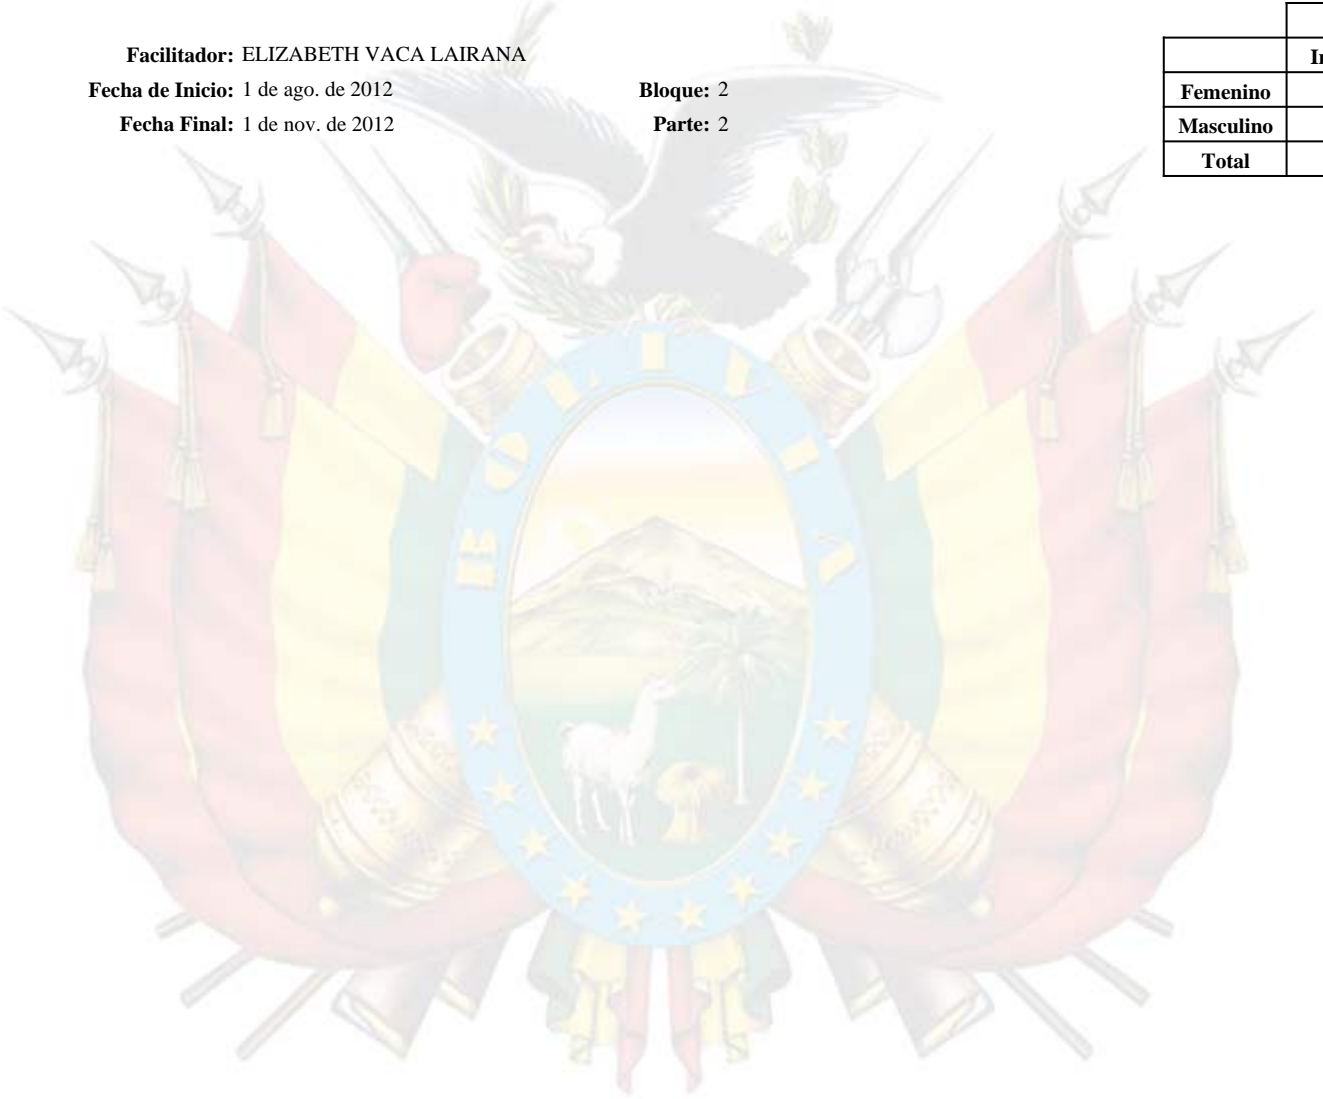 Facilitador: ELIZABETH VACA LAIRANA
Fecha de Inicio: 1 de ago. de 2012 Bloque: 2
Fecha Final: 1 de nov. de 2012 Parte: 2
Femenino
Masculino
Total
BOLIVIA